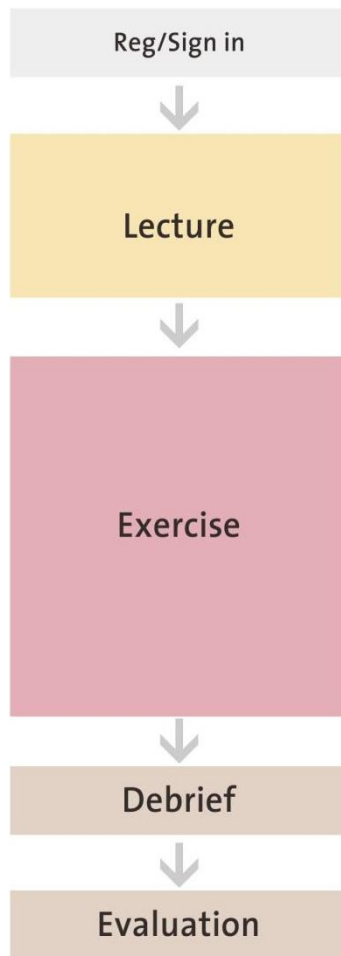 Reg/Sign in
Lecture
Exercise
Debrief
Evaluation